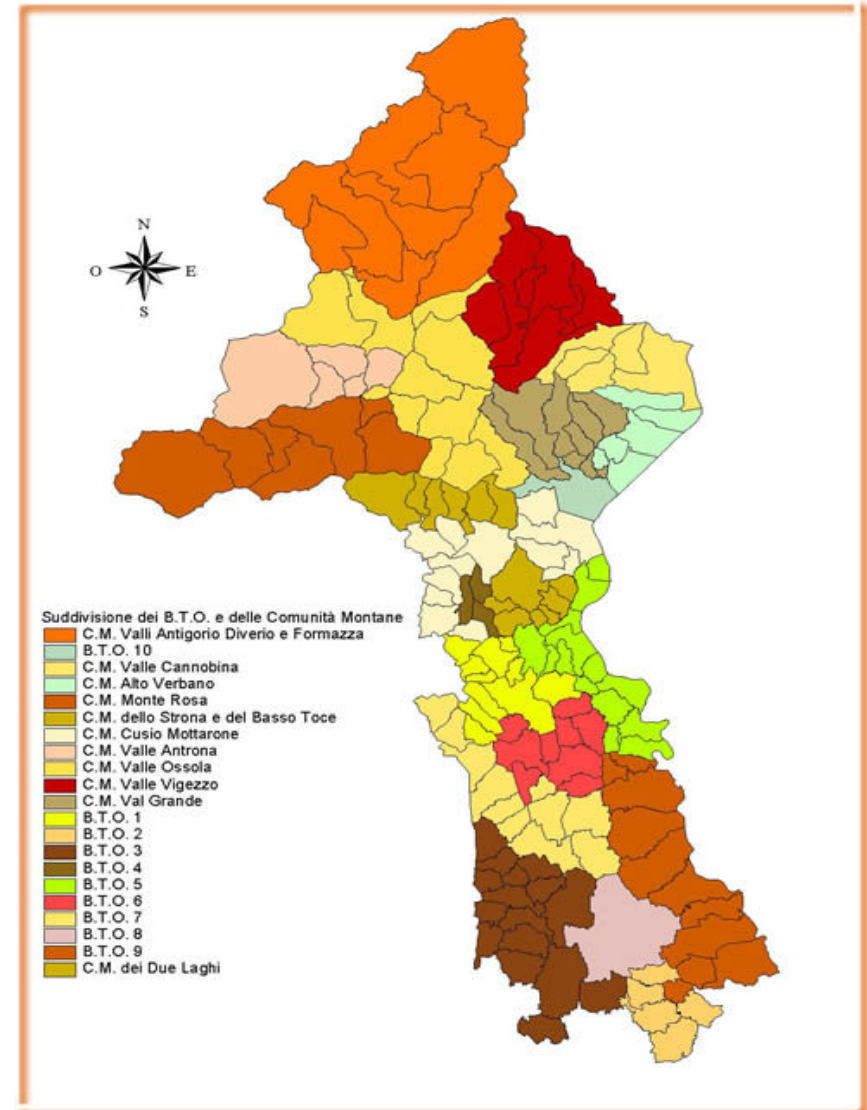 N
O E
S
Suddivisione dei B.T.O. e delle Comunità Montane
C.M. Valli Antigorio Diverio e Formazza
B.T.O. 10
C.M. Valle Cannobina
C.M. Alto Verbano
C.M. Monte Rosa
C.M. dello Strona e del Basso Toce
C.M. Cusio Mottarone
C.M. Valle Antrona
C.M. Valle Ossola
C.M. Valle Vigezzo
C.M. Val Grande
B.T.O. 1
B.T.O. 2
B.T.O. 3
B.T.O. 4
B.T.O. 5
B.T.O. 6
B.T.O. 7
B.T.O. 8
B.T.O. 9
C.M. dei Due Laghi